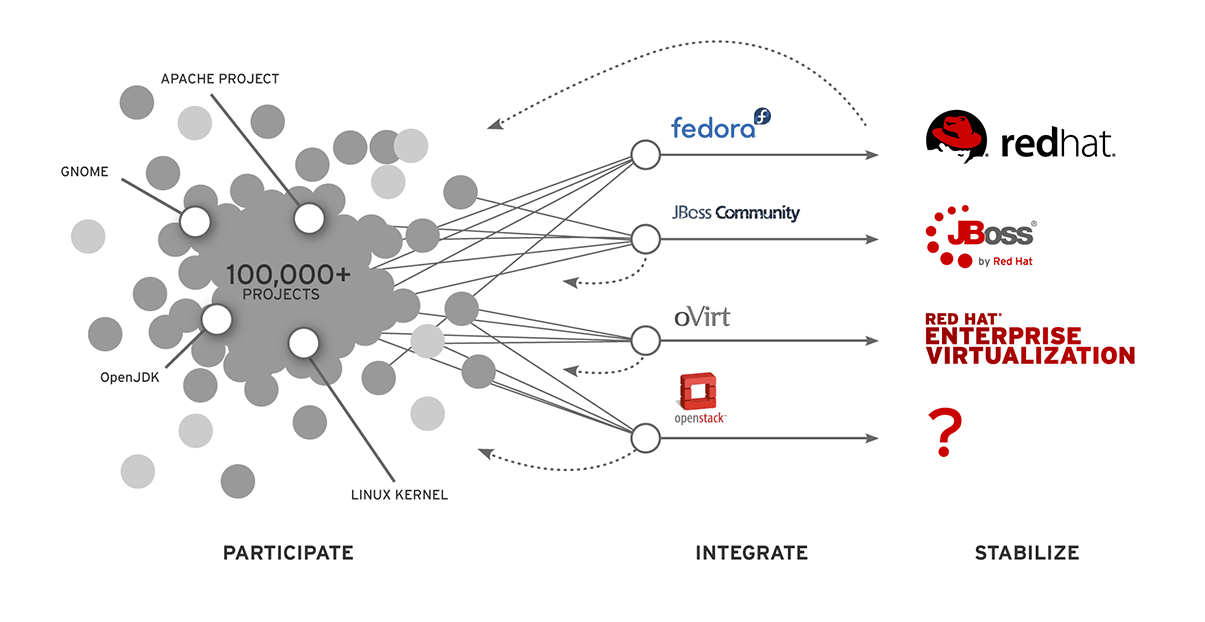 APACHE PROJECT
GNOME
100,000+
PROJECTS
OpenJDK
LINUX KERNEL
fedora
JBoss Community
oVirt
openstack™
redhat.
JBoss®
by Red Hat
RED HAT®
ENTERPRISE
VIRTUALIZATION
?
PARTICIPATE
INTEGRATE
STABILIZE